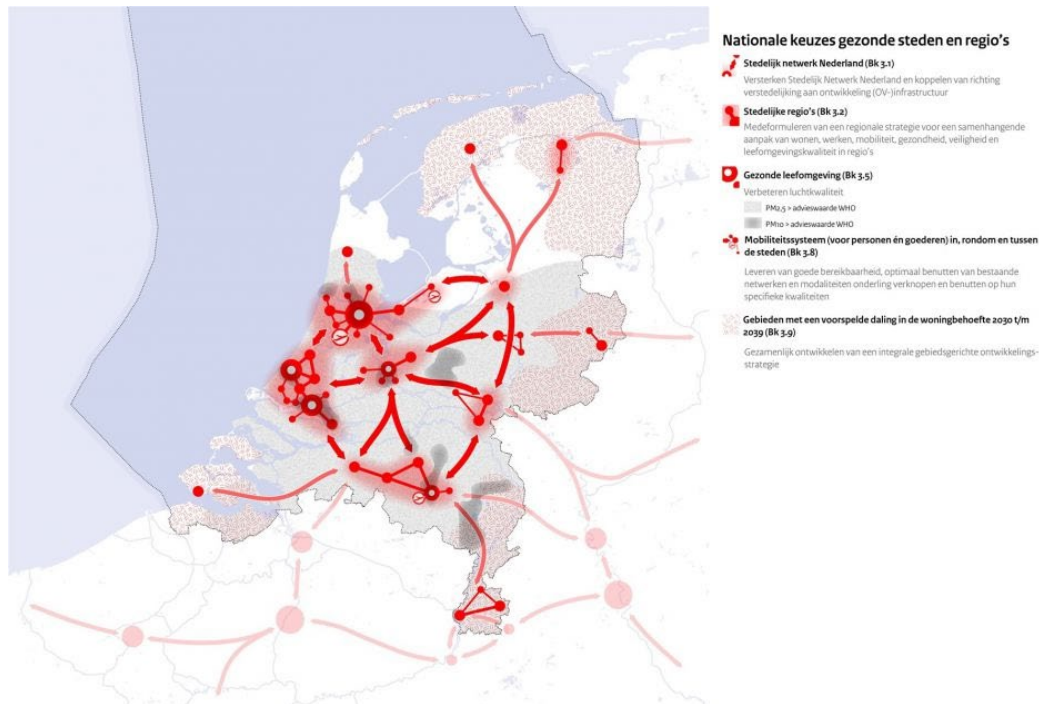 Nationale keuzes gezonde steden en regio's
Stedelijk netwerk Nederland (Bk 3.1)
Versterken Stedelijk Netwerk Nederland en koppelen van richting
verstedelijking aan ontwikkeling (OV-)infrastructuur
Stedelijke regio's (Bk 3.2)
Medeformuleren van een regionale strategie voor een samenhangende
aanpak van wonen, werken, mobiliteit, gezondheid, veiligheid en
leefomgevingskwaliteit in regio's
Gezonde leefomgeving (Bk 3.5)
Verbeteren luchtkwaliteit
PM2,5 > advieswaarde WHO
PM10 > advieswaarde WHO
Mobiliteitssysteem (voor personen én goederen) in, rondom en tussen
de steden (Bk 3.8)
Leveren van goede bereikbaarheid, optimaal benutten van bestaande
netwerken en modaliteiten onderling verknopen en benutten op hun
specifieke kwaliteiten
Gebieden met een voorspelde daling in de woningbehoefte 2030 t/m
2039 (Bk 3.9)
Gezamenlijk ontwikkelen van een integrale gebiedsgerichte ontwikkelings-
strategie